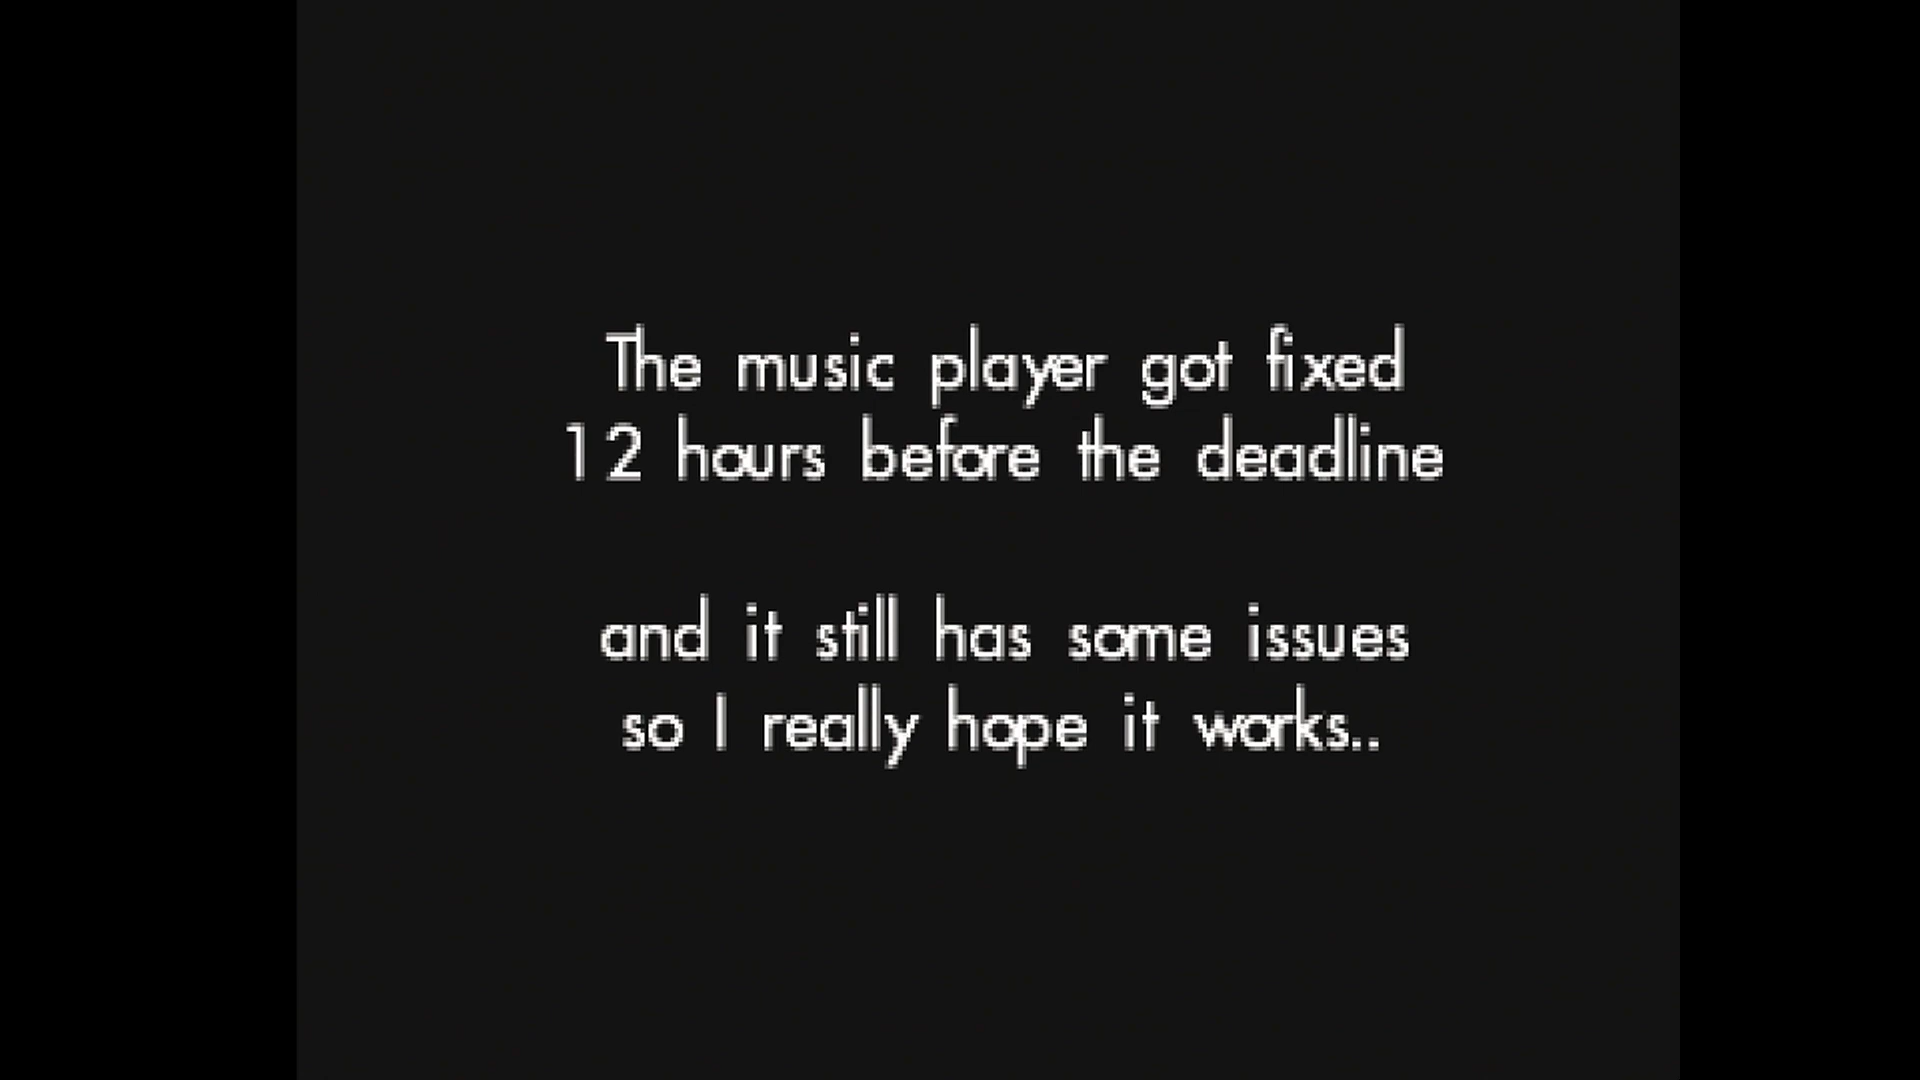 The music player got fixed
12 hours before the deadline
and it still has some issues
so I really hope it works..